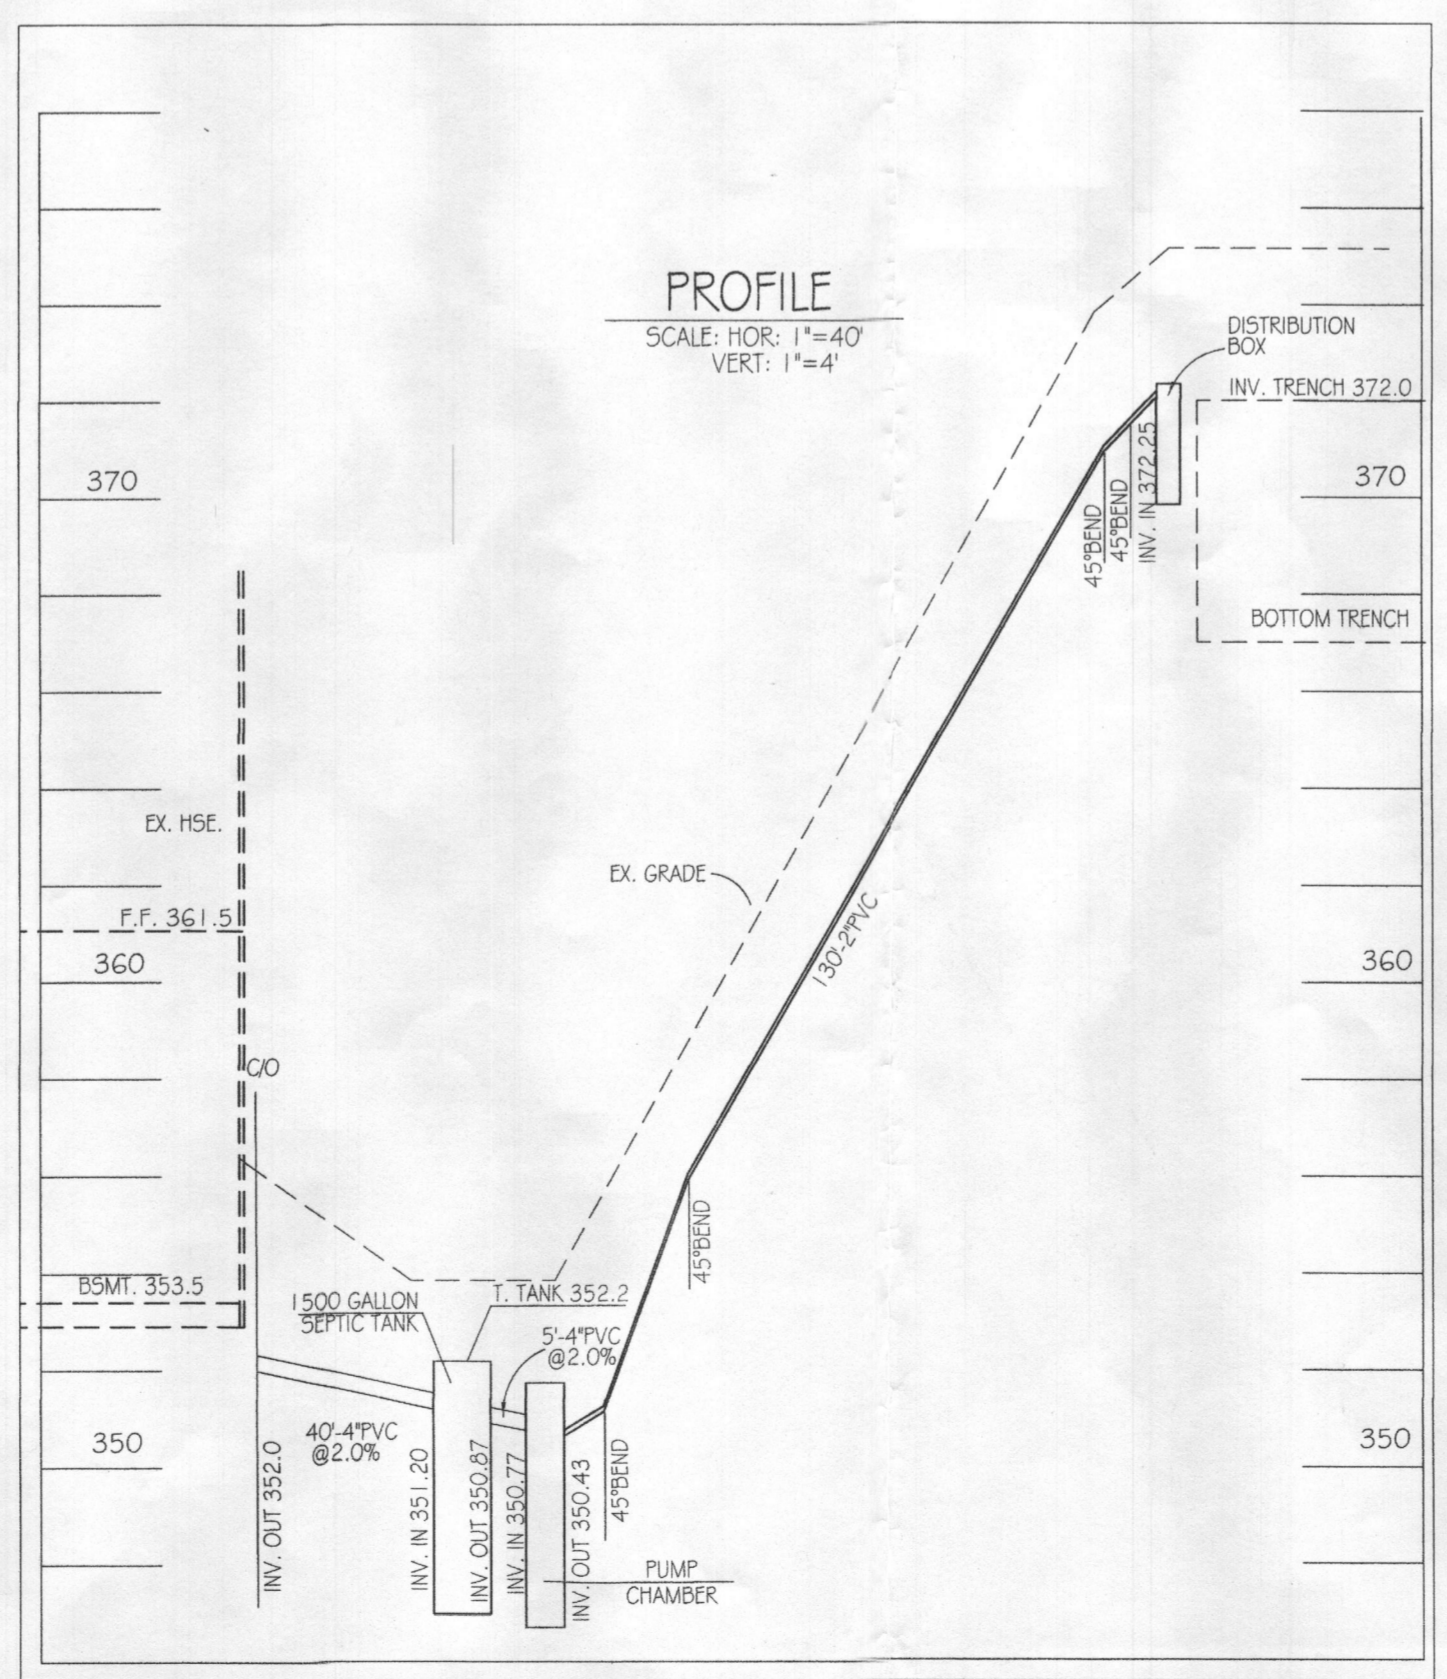 PROFILE
SCALE: HOR: 1"=40'
VERT: 1"=4'
DISTRIBUTION
BOX
INV. TRENCH 372.0
370
370
45°BEND
45°BEND
INV. IN 372.25
BOTTOM TRENCH
EX. HSE.
EX. GRADE
F.F. 361.5
130'-2"PVC
360
360
C/O
45°BEND
BSMT. 353.5
1500 GALLON
SEPTIC TANK
T. TANK 352.2
5'-4"PVC
@2.0%
40'-4"PVC
@2.0%
350
350
INV. OUT 352.0
INV. IN 351.20
INV. OUT 350.87
INV. IN 350.77
INV. OUT 350.43
45°BEND
PUMP
CHAMBER